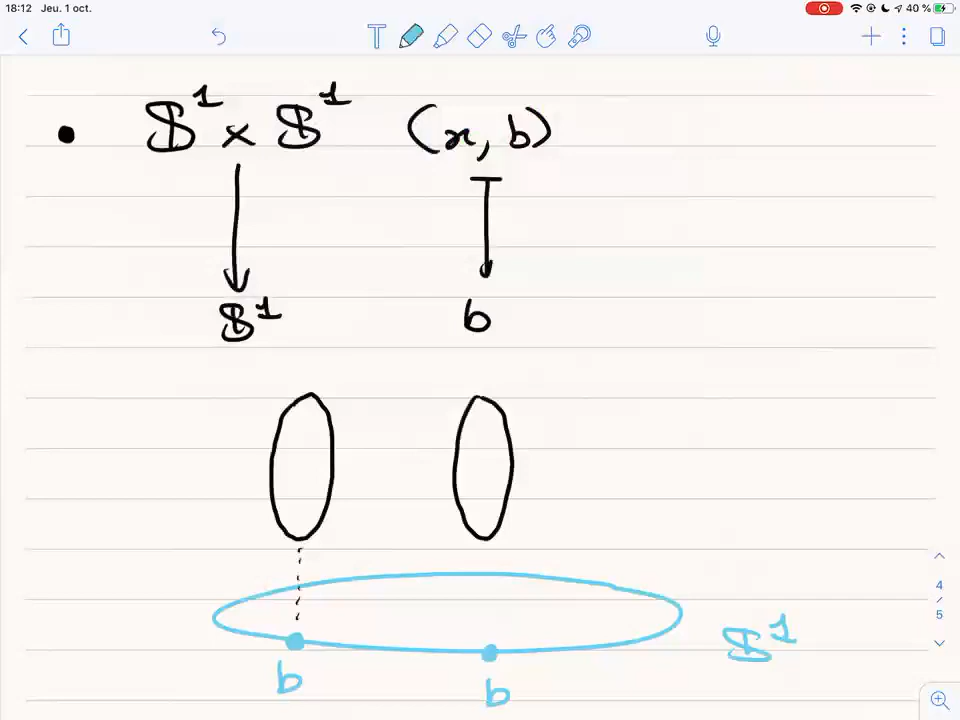 18:12 Jeu. 1 oct. 40 %
T
• 𝕊¹ × 𝕊¹ (x, b)
𝕊¹ b
4
/
5
𝕊¹
b
b